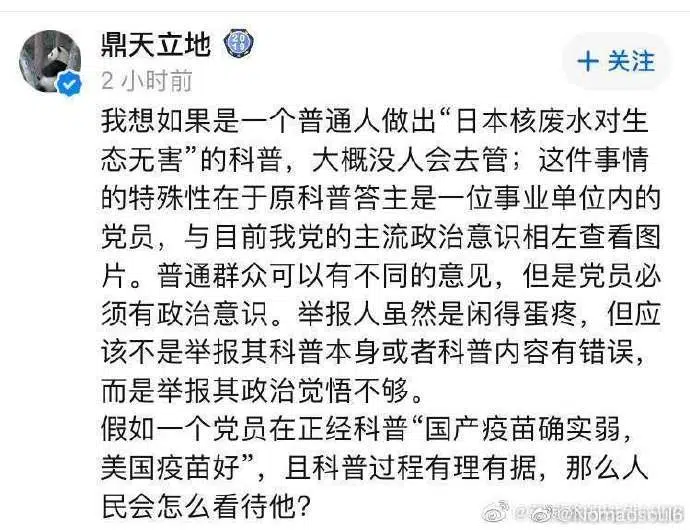 鼎天立地
2019
2 小时前
+ 关注
我想如果是一个普通人做出“日本核废水对生
态无害”的科普，大概没人会去管；这件事情
的特殊性在于原科普答主是一位事业单位内的
党员，与目前我党的主流政治意识相左查看图
片。普通群众可以有不同的意见，但是党员必
须有政治意识。举报人虽然是闲得蛋疼，但应
该不是举报其科普本身或者科普内容有错误，
而是举报其政治觉悟不够。
假如一个党员在正经科普“国产疫苗确实弱，
美国疫苗好”，且科普过程有理有据，那么人
民会怎么看待他？
@Nomadsoul6